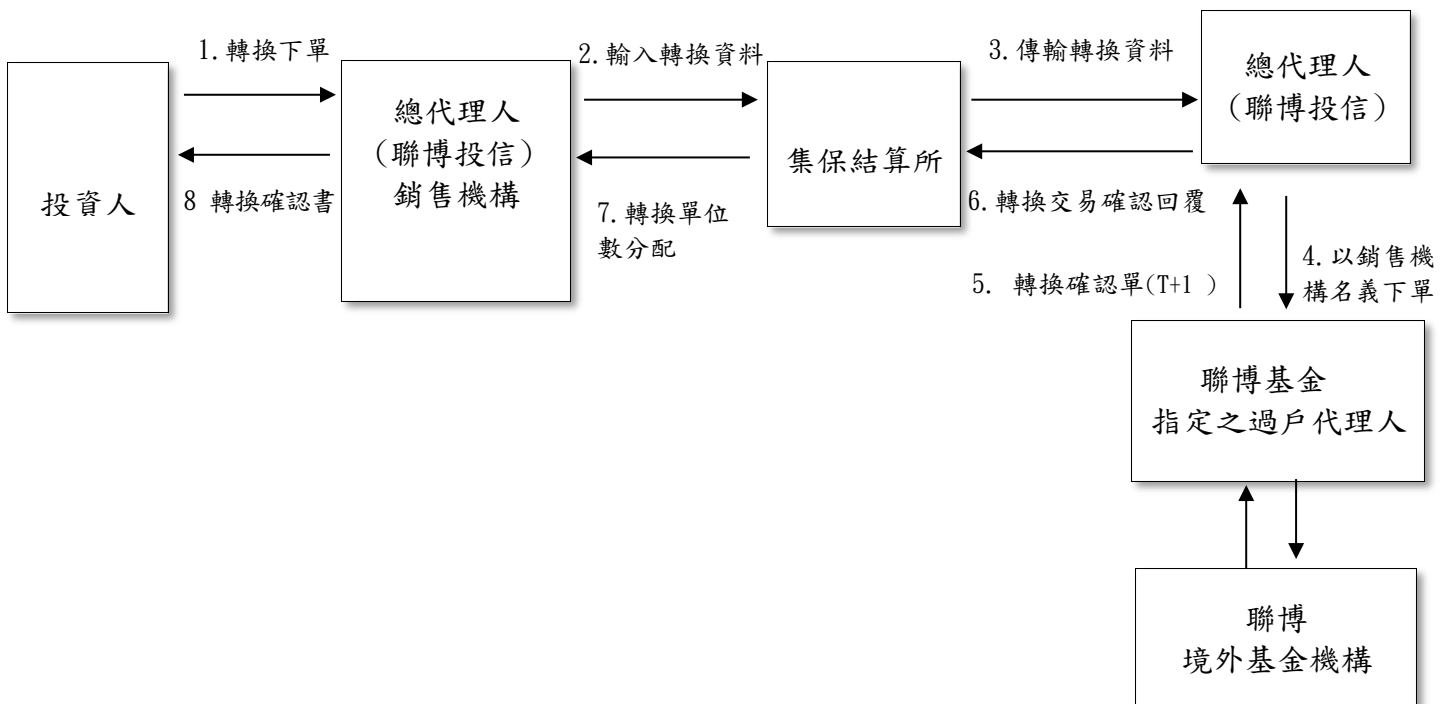 1.轉換下單
2.輸入轉換資料
3.傳輸轉換資料
投資人
總代理人
（聯博投信）
銷售機構
集保結算所
總代理人
（聯博投信）
8 轉換確認書
7.轉換單位
數分配
6.轉換交易確認回覆
5. 轉換確認單(T+1 )
4.以銷售機
構名義下單
聯博基金
指定之過戶代理人
聯博
境外基金機構